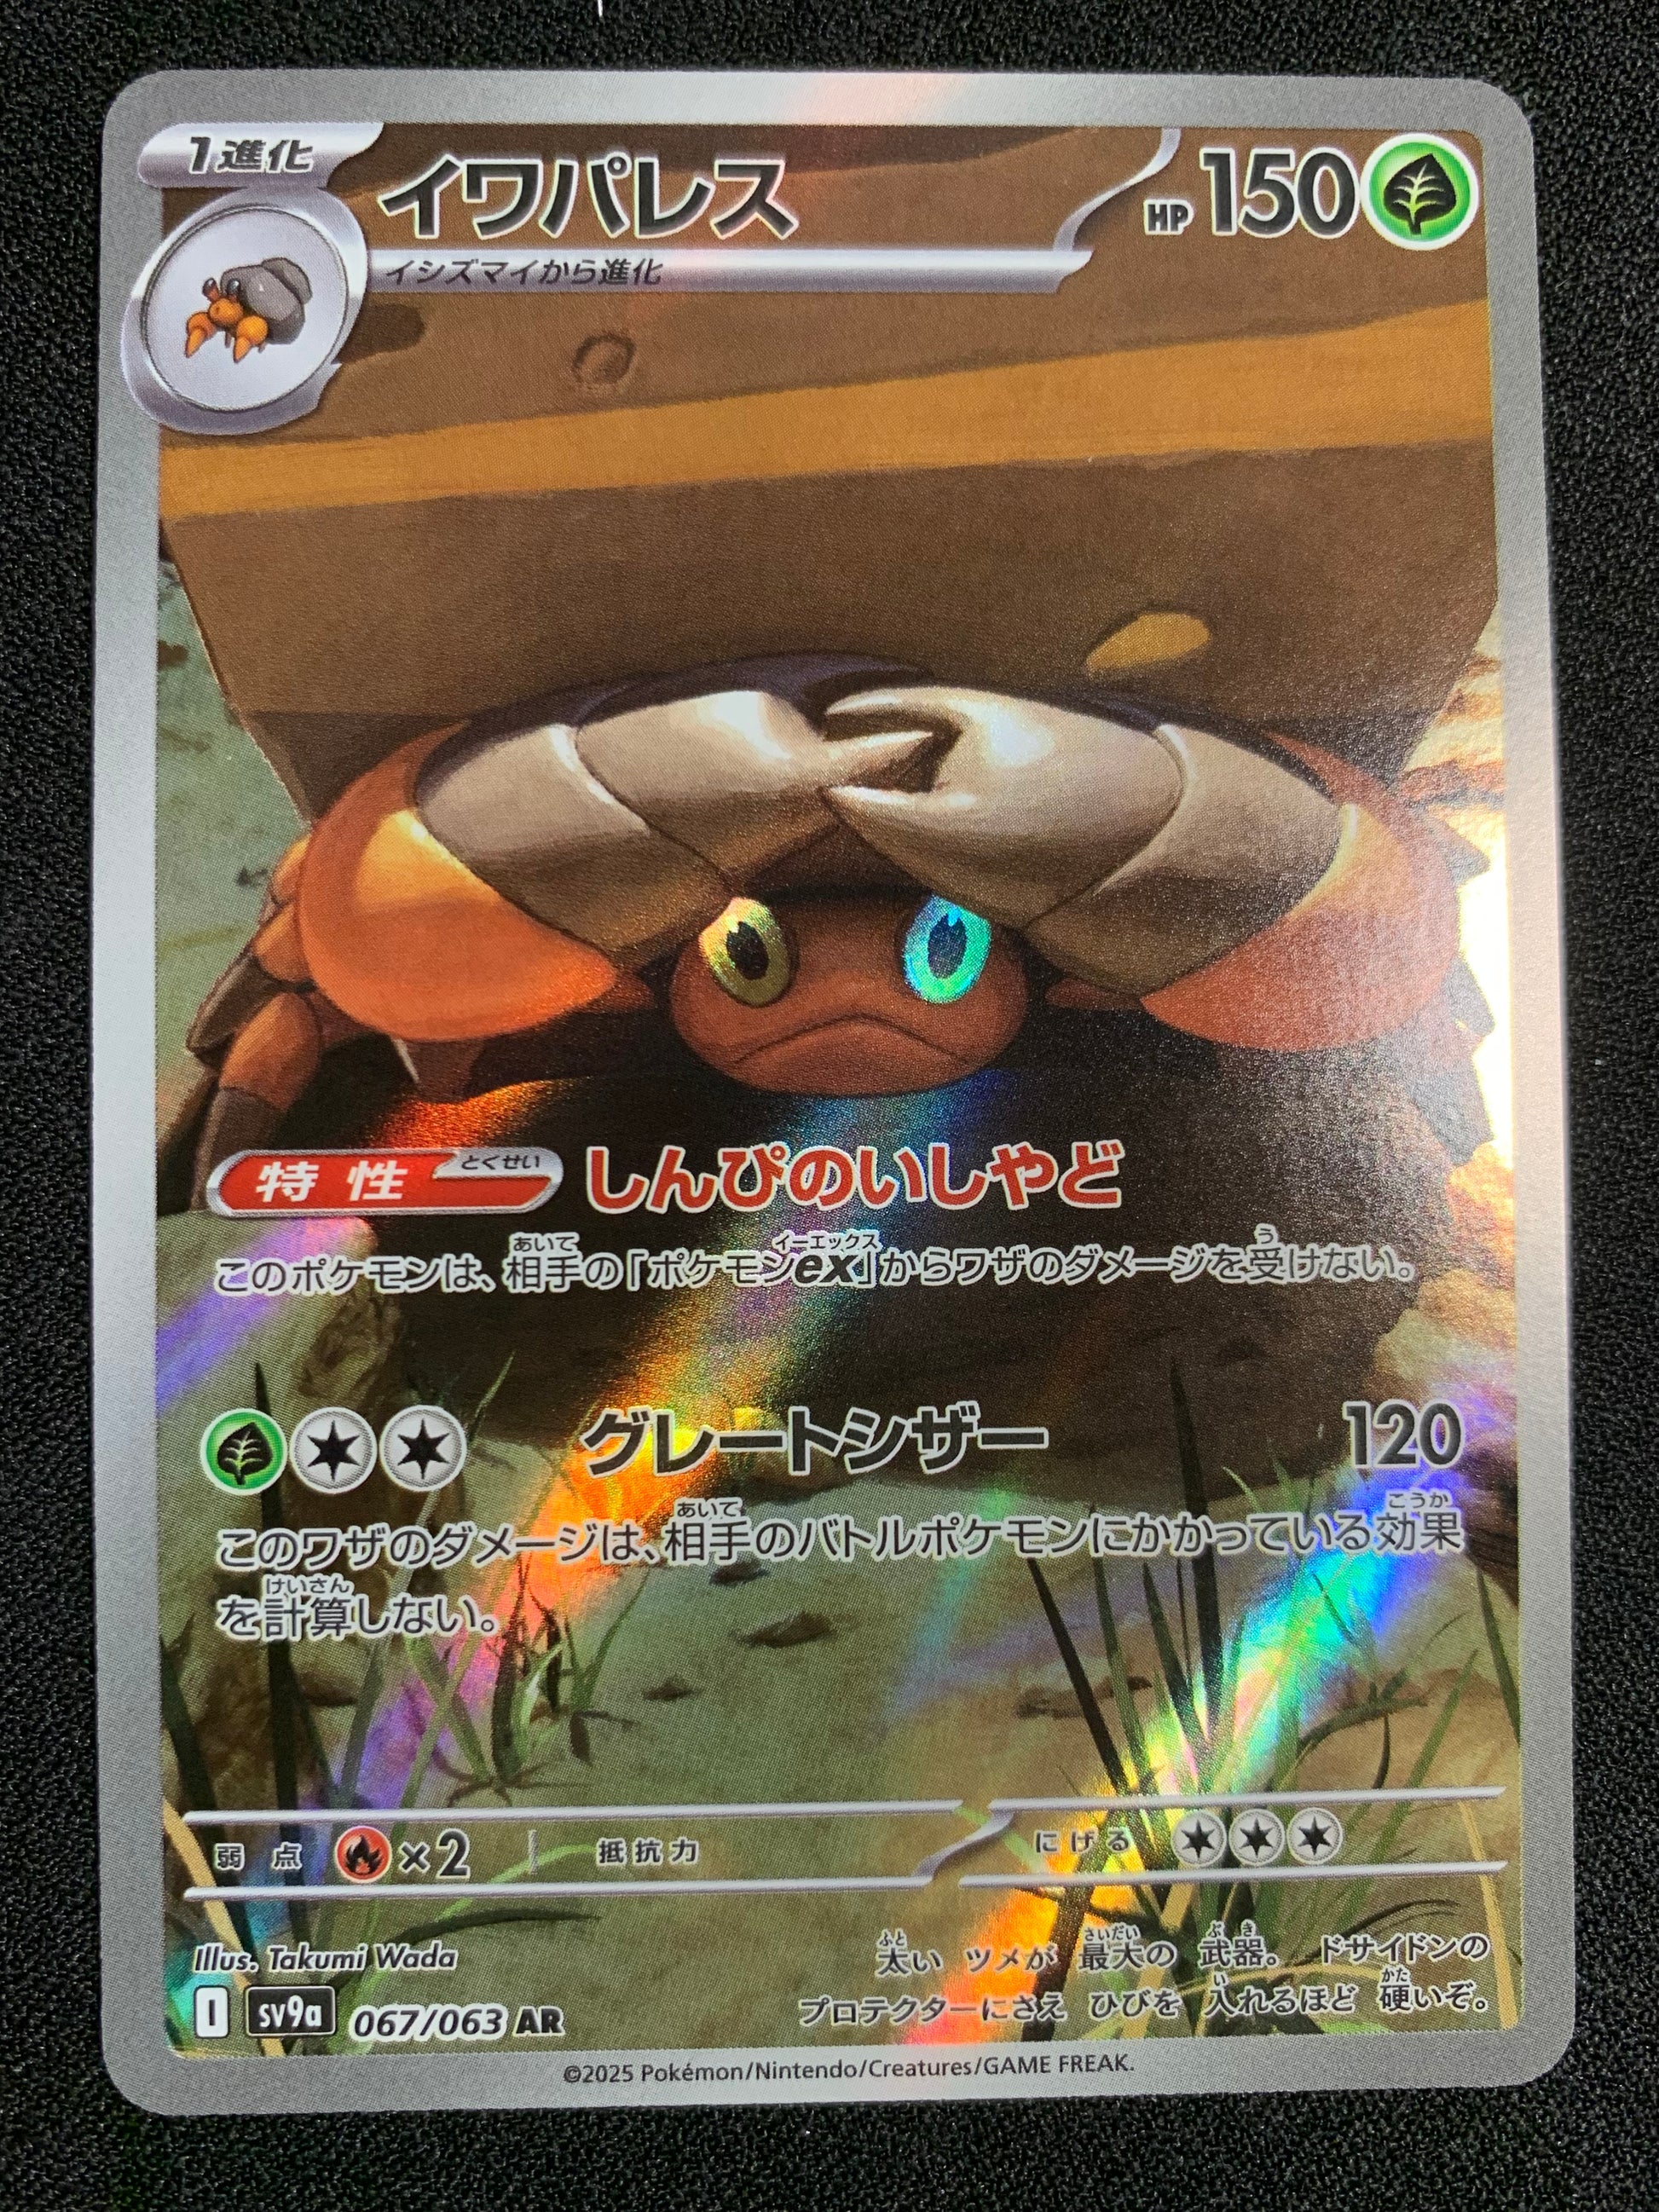 1進化
イワパレス
HP 150
イシズマイから進化
特性 とくせい しんぴのいしやど
あいて イーエックス う
このポケモンは、相手の「ポケモンex」からワザのダメージを受けない。
グレートシザー 120
あいて こうか
このワザのダメージは、相手のバトルポケモンにかかっている効果
けいさん
を計算しない。
弱点 ×2 抵抗力 にげる
Illus. Takumi Wada
ふと さいだい ぶき
太い ツメが 最大の 武器。 ドサイドンの
い かた
プロテクターにさえ ひびを 入れるほど 硬いぞ。
I sv9a 067/063 AR
©2025 Pokémon/Nintendo/Creatures/GAME FREAK.